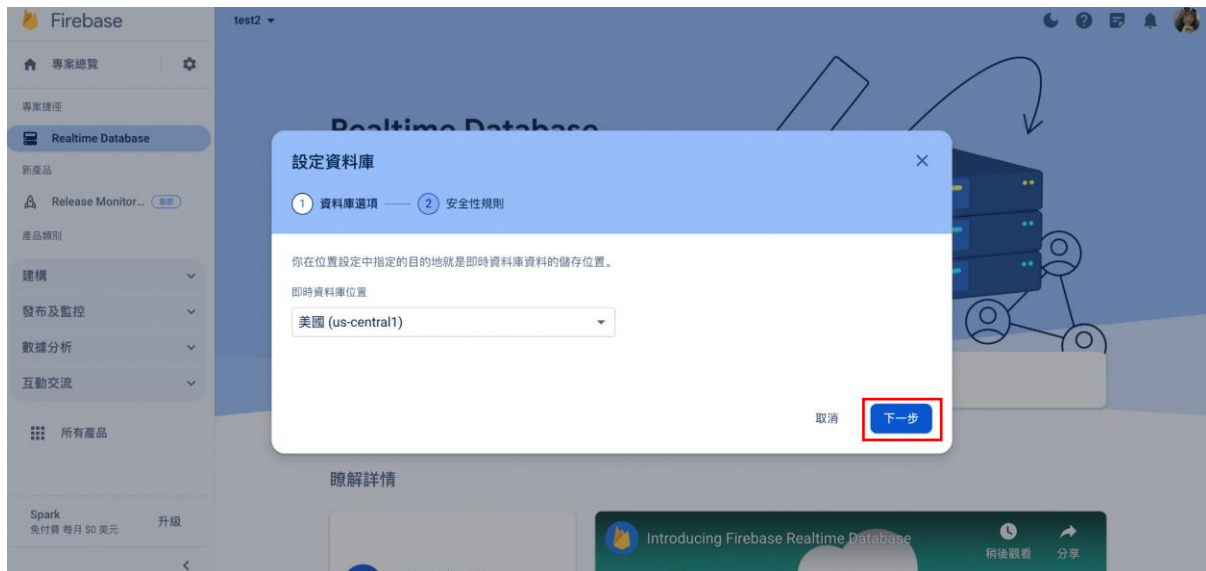 Firebase
test2
專案總覽
專案捷徑
Realtime Database
新產品
Release Monitor... 最新
產品類別
建構
發布及監控
數據分析
互動交流
所有產品
Spark
免付費 每月 $0 美元
升級
Realtime Database
設定資料庫
1 資料庫選項
2 安全性規則
你在位置設定中指定的目的地就是即時資料庫資料的儲存位置。
即時資料庫位置
美國 (us-central1)
取消
下一步
瞭解詳情
Introducing Firebase Realtime Database
稍後觀看
分享